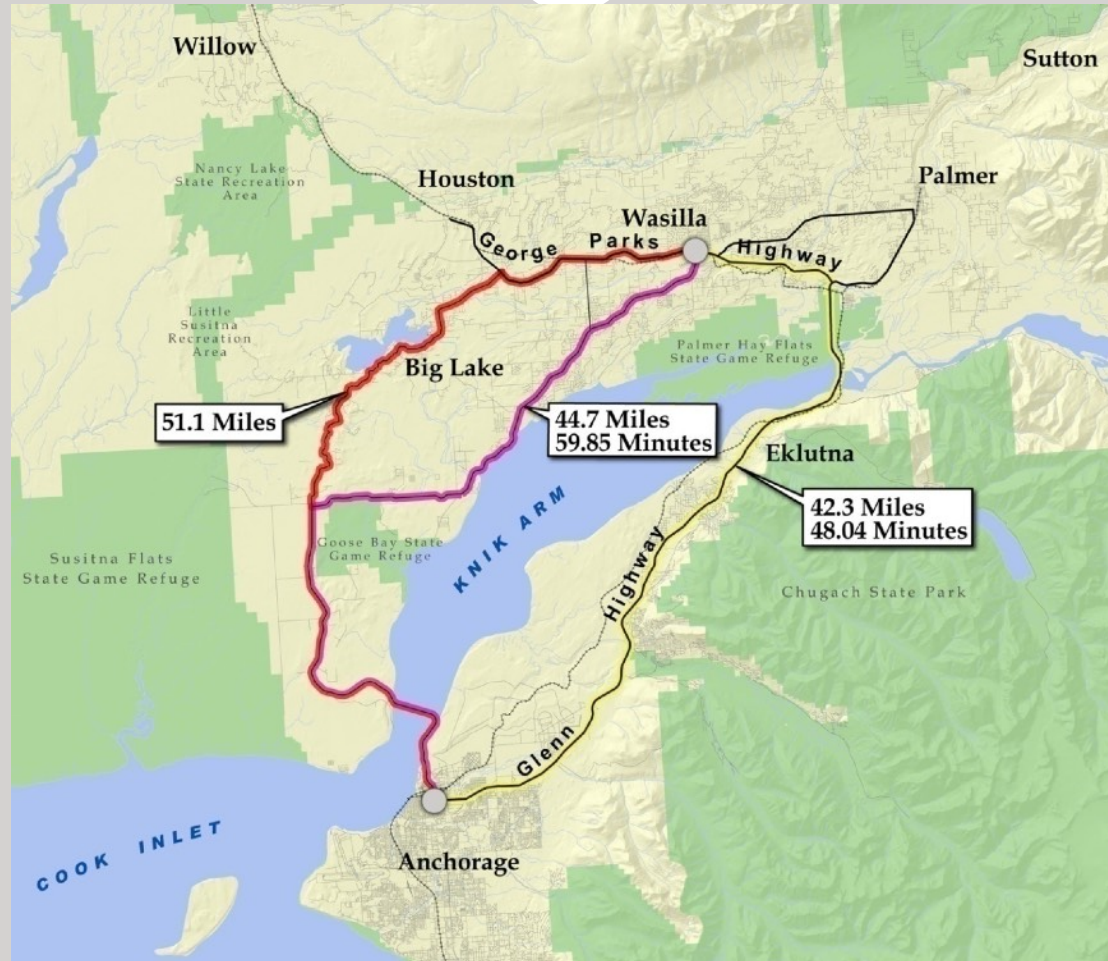 Willow
Sutton
Nancy Lake
State Recreation
Area
Houston
Palmer
Wasilla
George Parks Highway
Little
Susitna
Recreation
Area
Palmer Hay Flats
State Game Refuge
Big Lake
51.1 Miles
44.7 Miles
59.85 Minutes
Eklutna
42.3 Miles
48.04 Minutes
KNIK ARM
Goose Bay State
Game Refuge
Susitna Flats
State Game Refuge
Chugach State Park
Glenn Highway
COOK INLET
Anchorage